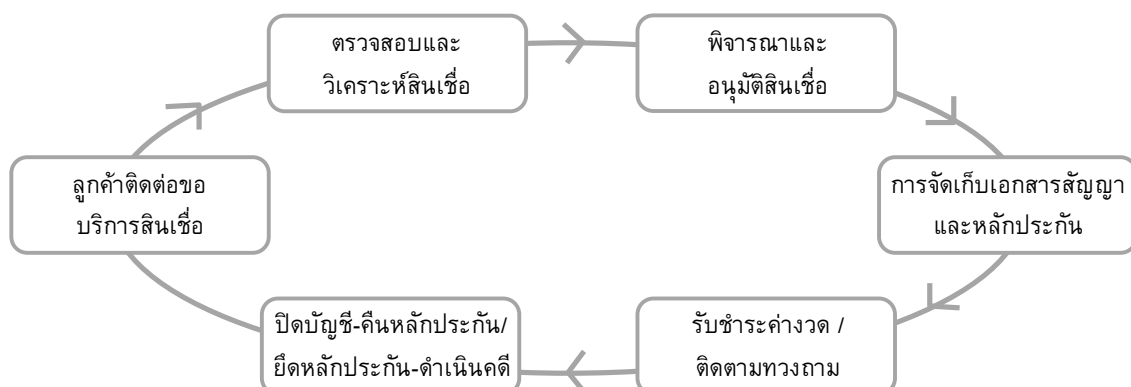 ตรวจสอบและ
วิเคราะห์สินเชื่อ
พิจารณาและ
อนุมัติสินเชื่อ
ลูกค้าติดต่อขอ
บริการสินเชื่อ
การจัดเก็บเอกสารสัญญา
และหลักประกัน
ปิดบัญชี-คืนหลักประกัน/
ยึดหลักประกัน-ดำเนินคดี
รับชำระค่างวด /
ติดตามทวงถาม